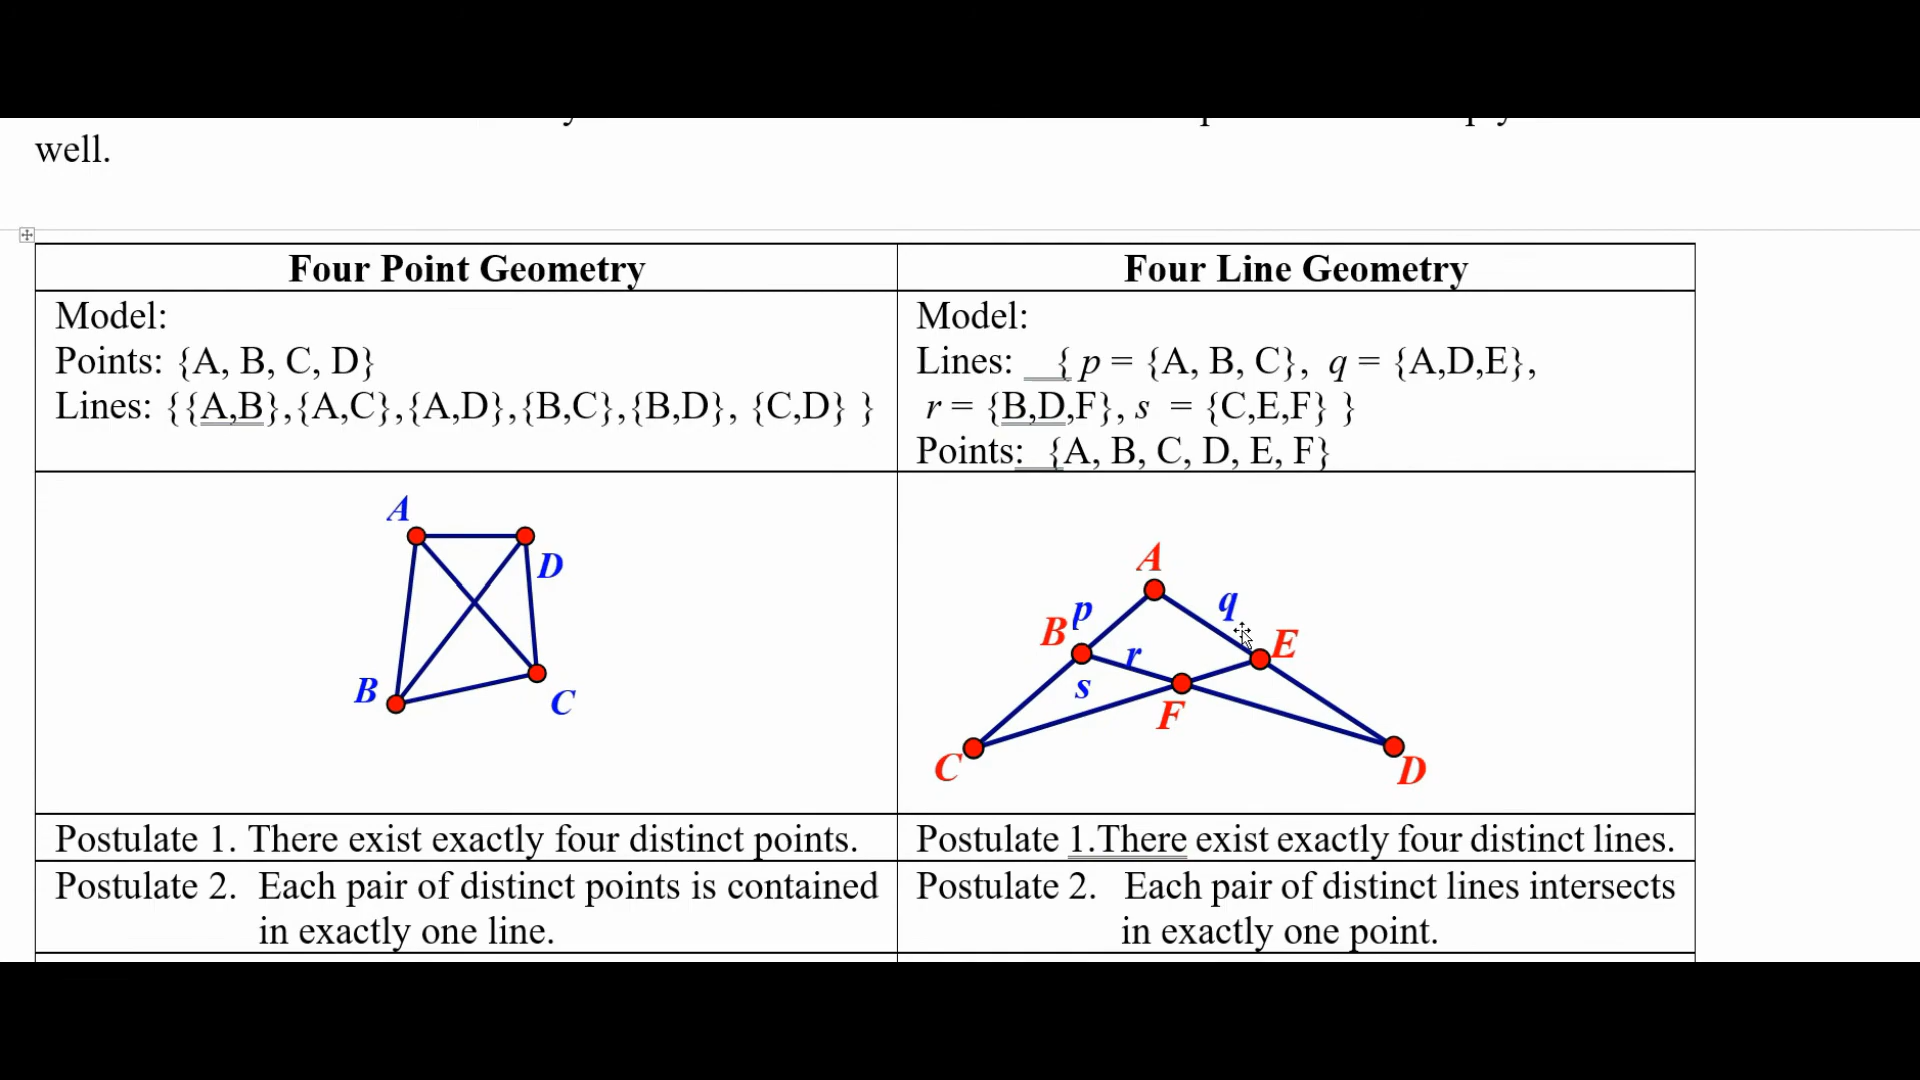 well.
Four Point Geometry
Model:
Points: {A, B, C, D}
Lines: {{A,B},{A,C},{A,D},{B,C},{B,D}, {C,D} }
A
D
B
C
Postulate 1. There exist exactly four distinct points.
Postulate 2. Each pair of distinct points is contained
in exactly one line.
Four Line Geometry
Model:
Lines: { p = {A, B, C}, q = {A,D,E},
r = {B,D,F}, s = {C,E,F} }
Points: {A, B, C, D, E, F}
A
q
p
B
E
r
s
F
C
D
Postulate 1.There exist exactly four distinct lines.
Postulate 2. Each pair of distinct lines intersects
in exactly one point.